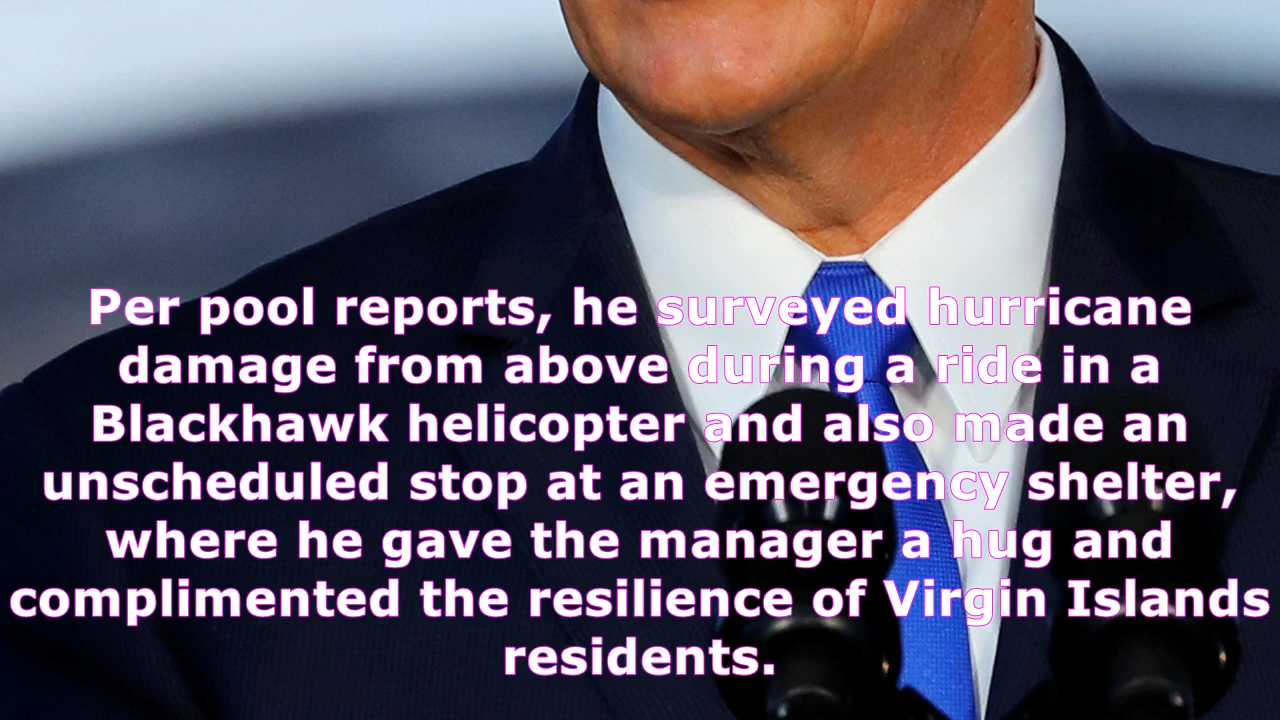 Per pool reports, he surveyed hurricane
damage from above during a ride in a
Blackhawk helicopter and also made an
unscheduled stop at an emergency shelter,
where he gave the manager a hug and
complimented the resilience of Virgin Islands
residents.